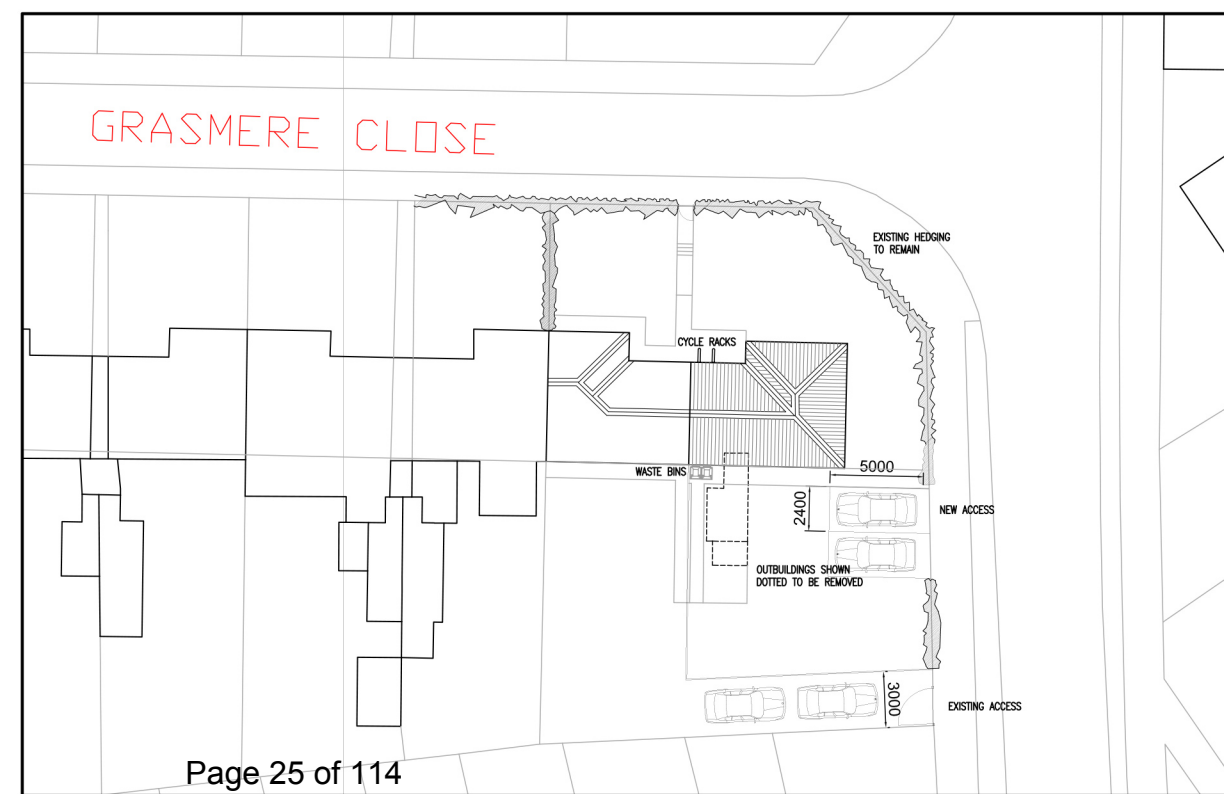 GRASMERE CLOSE
EXISTING HEDGING
TO REMAIN
CYCLE RACKS
WASTE BINS
5000
2400
NEW ACCESS
OUTBUILDINGS SHOWN
DOTTED TO BE REMOVED
3000
EXISTING ACCESS
Page 25 of 114